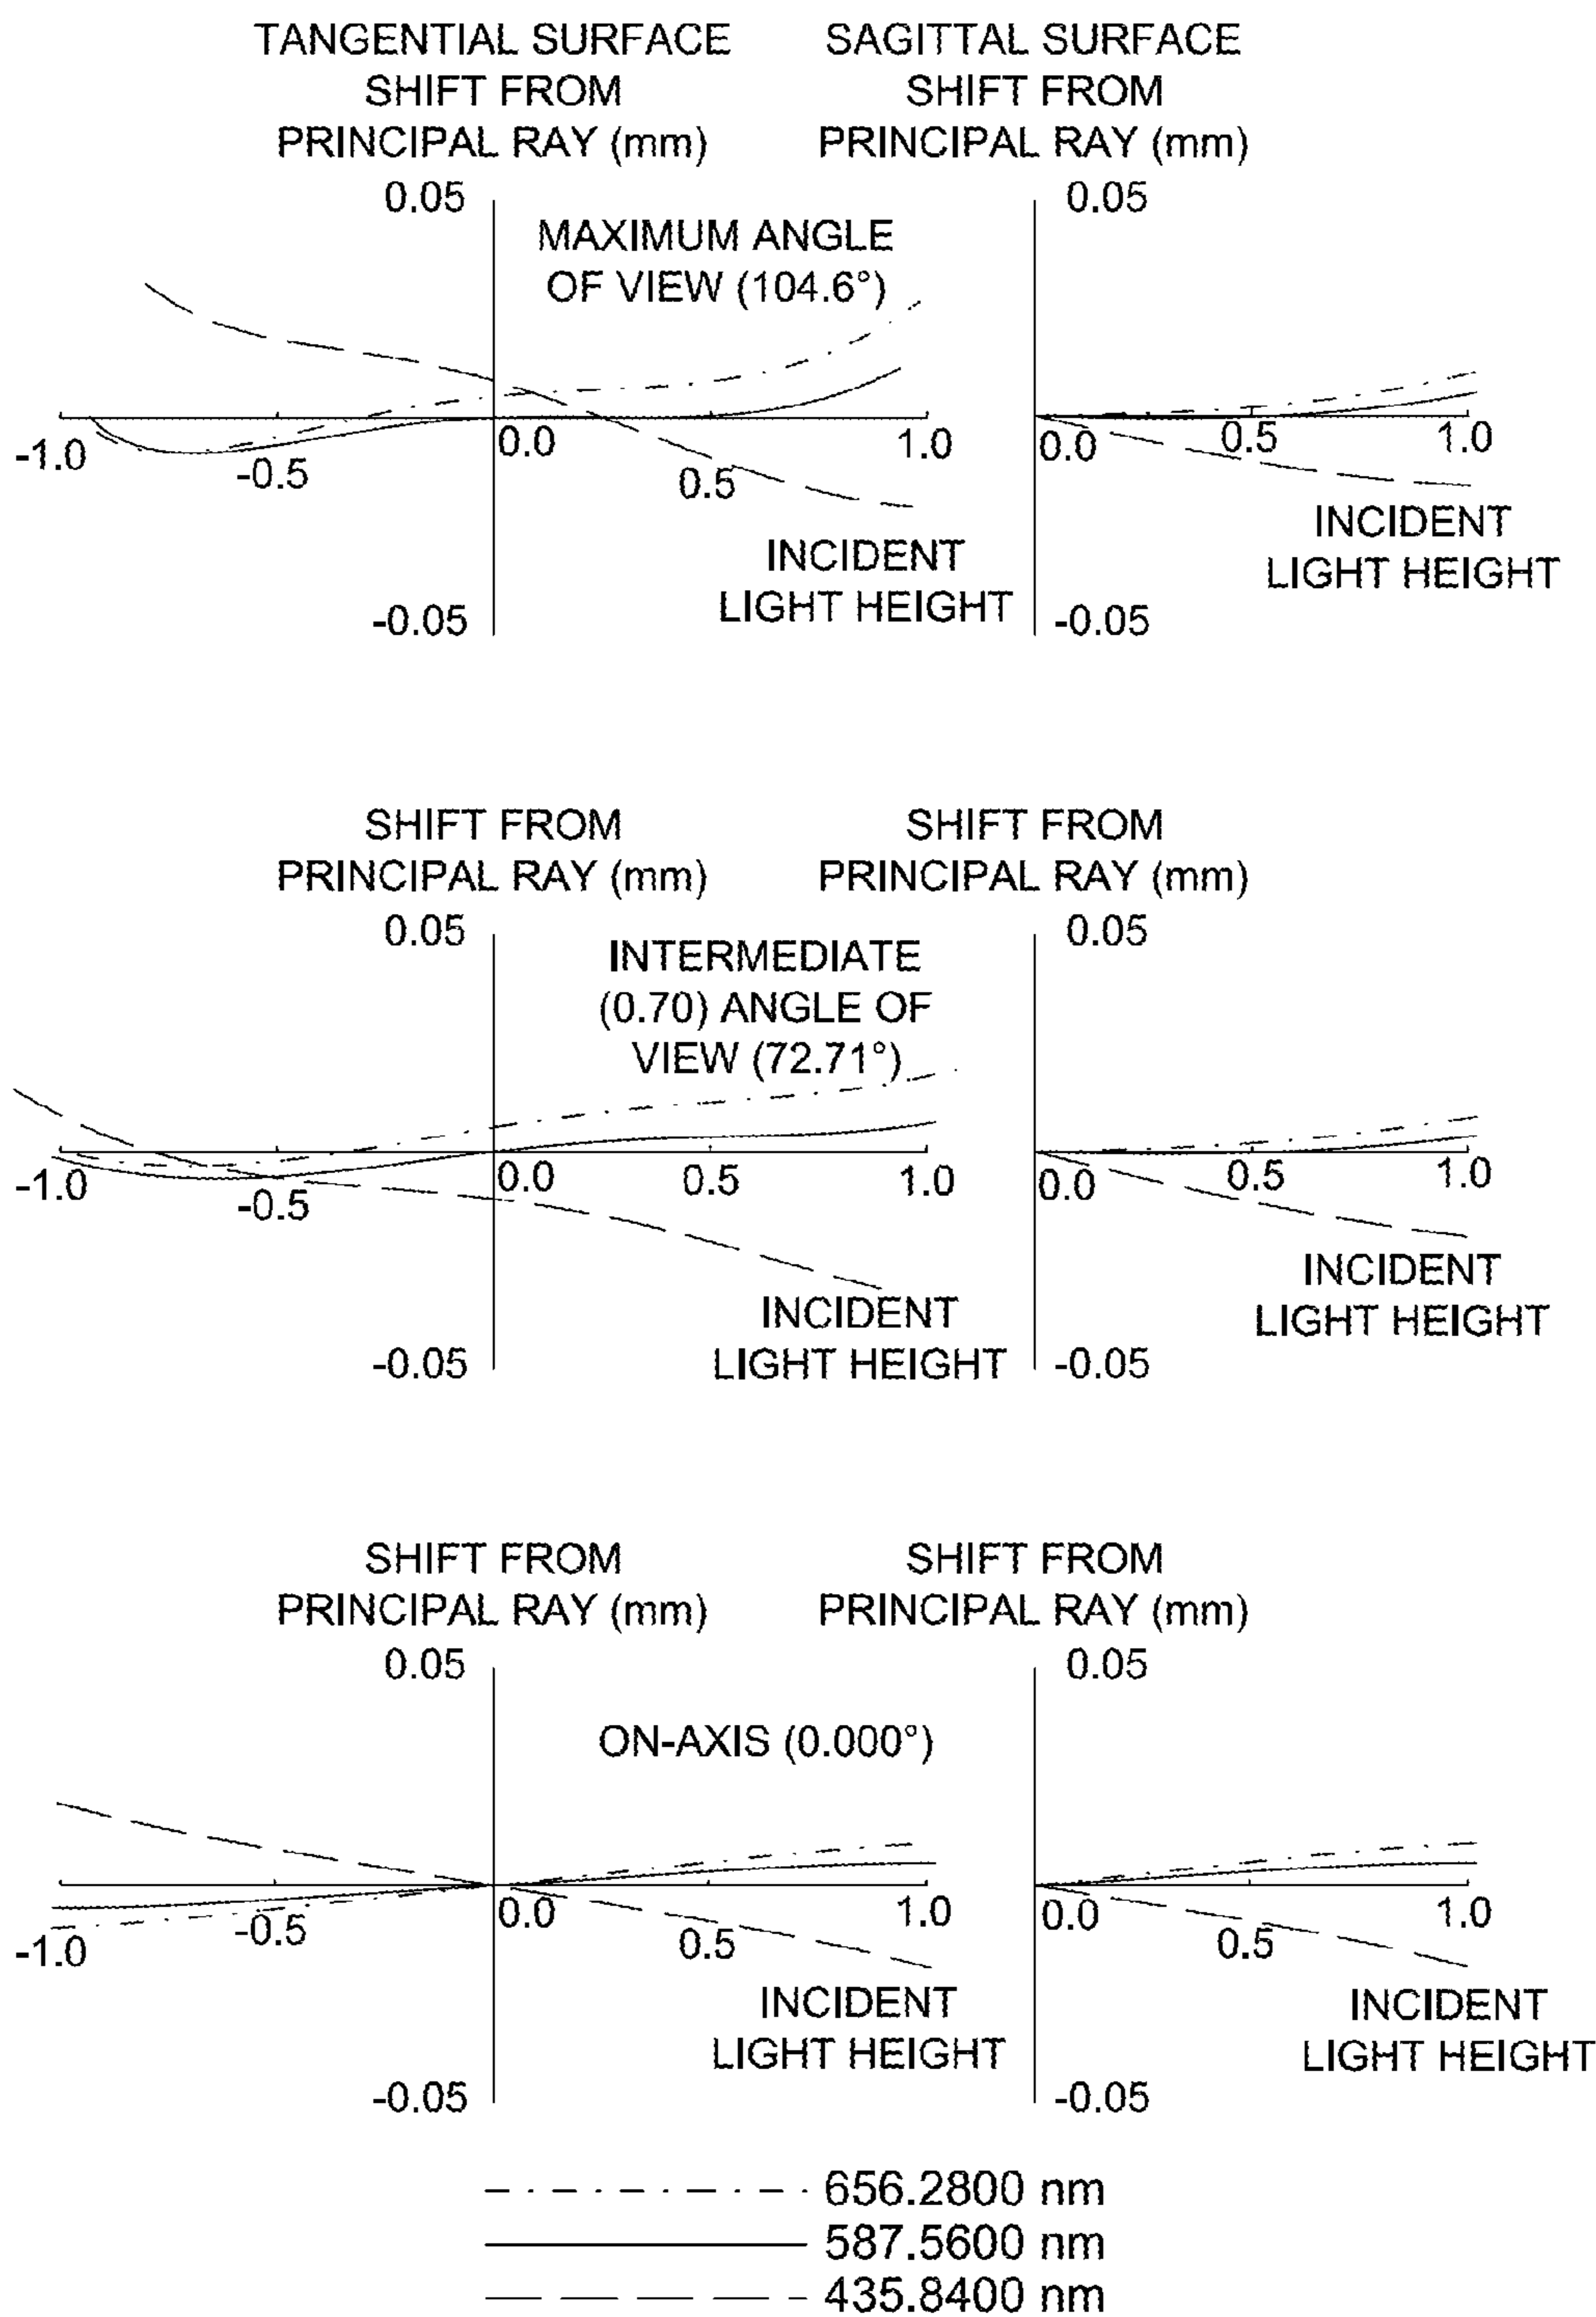 TANGENTIAL SURFACE
SHIFT FROM
PRINCIPAL RAY (mm)
SAGITTAL SURFACE
SHIFT FROM
PRINCIPAL RAY (mm)
0.05
0.05
MAXIMUM ANGLE
OF VIEW (104.6°)
-1.0
-0.5
0.0
0.5
1.0
0.0
0.5
1.0
INCIDENT
LIGHT HEIGHT
INCIDENT
LIGHT HEIGHT
-0.05
-0.05
SHIFT FROM
PRINCIPAL RAY (mm)
SHIFT FROM
PRINCIPAL RAY (mm)
0.05
0.05
INTERMEDIATE
(0.70) ANGLE OF
VIEW (72.71°)
-1.0
-0.5
0.0
0.5
1.0
0.0
0.5
1.0
INCIDENT
LIGHT HEIGHT
INCIDENT
LIGHT HEIGHT
-0.05
-0.05
SHIFT FROM
PRINCIPAL RAY (mm)
SHIFT FROM
PRINCIPAL RAY (mm)
0.05
0.05
ON-AXIS (0.000°)
-1.0
-0.5
0.0
0.5
1.0
0.0
0.5
1.0
INCIDENT
LIGHT HEIGHT
INCIDENT
LIGHT HEIGHT
-0.05
-0.05
656.2800 nm
587.5600 nm
435.8400 nm